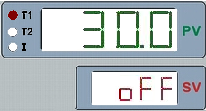 T1 30.0 PV
T2
I
oFF SV